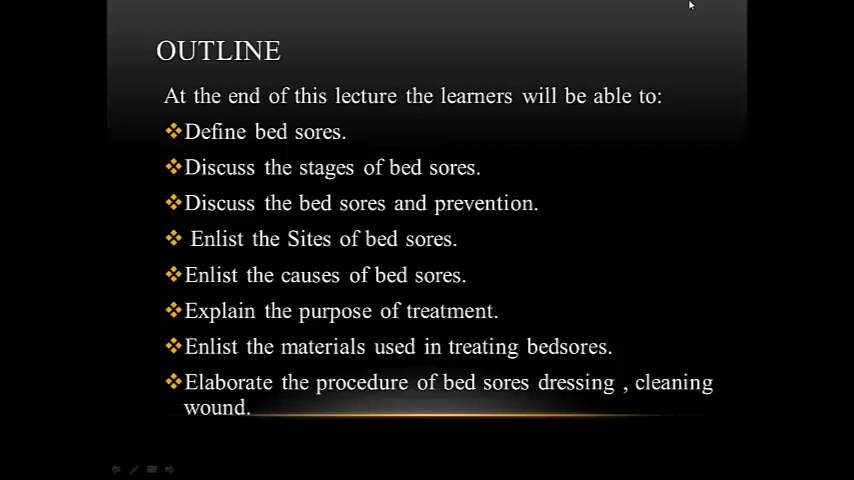 OUTLINE
At the end of this lecture the learners will be able to:
Define bed sores.
Discuss the stages of bed sores.
Discuss the bed sores and prevention.
Enlist the Sites of bed sores.
Enlist the causes of bed sores.
Explain the purpose of treatment.
Enlist the materials used in treating bedsores.
Elaborate the procedure of bed sores dressing , cleaning
wound.